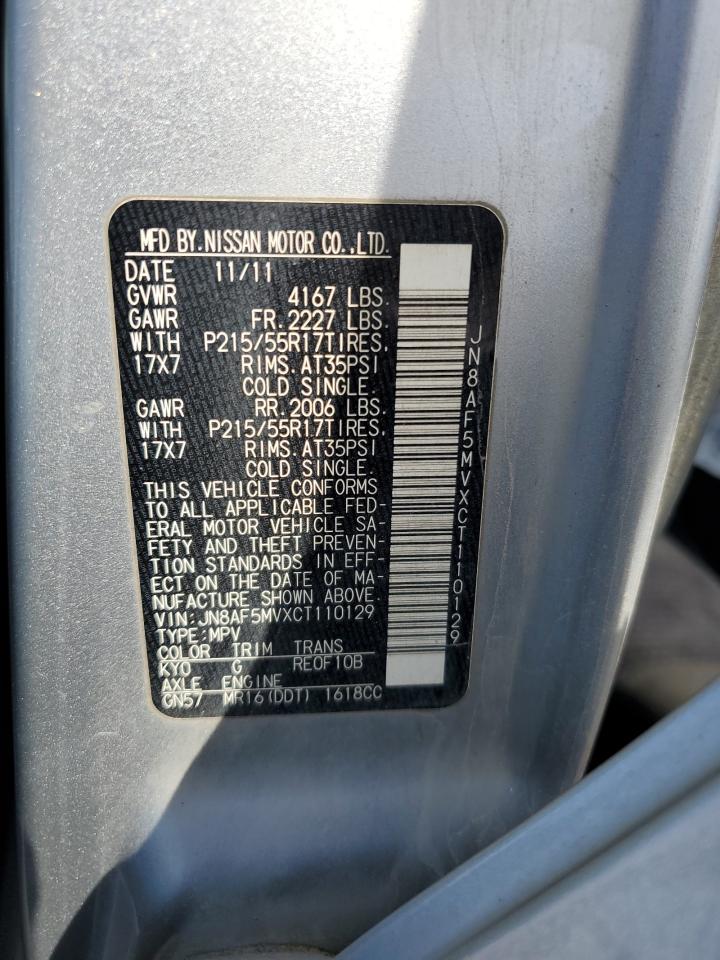 MFD BY. NISSAN MOTOR CO.,LTD.
DATE 11/11
GVWR 4167 LBS.
GAWR FR. 2227 LBS.
WITH P215/55R17TIRES,
17X7 RIMS. AT35PSI
COLD SINGLE.
GAWR RR. 2006 LBS.
WITH P215/55R17TIRES,
17X7 RIMS. AT35PSI
COLD SINGLE.
THIS VEHICLE CONFORMS
TO ALL APPLICABLE FED-
ERAL MOTOR VEHICLE SA-
FETY AND THEFT PREVEN-
TION STANDARDS IN EFF-
ECT ON THE DATE OF MA-
NUFACTURE SHOWN ABOVE.
VIN: JN8AF5MVXCT110129
TYPE: MPV
COLOR TRIM TRANS
KY0 G RE0F10B
AXLE ENGINE
GN57 MR16(DDT) 1618CC
JN8AF5MVXCT110129